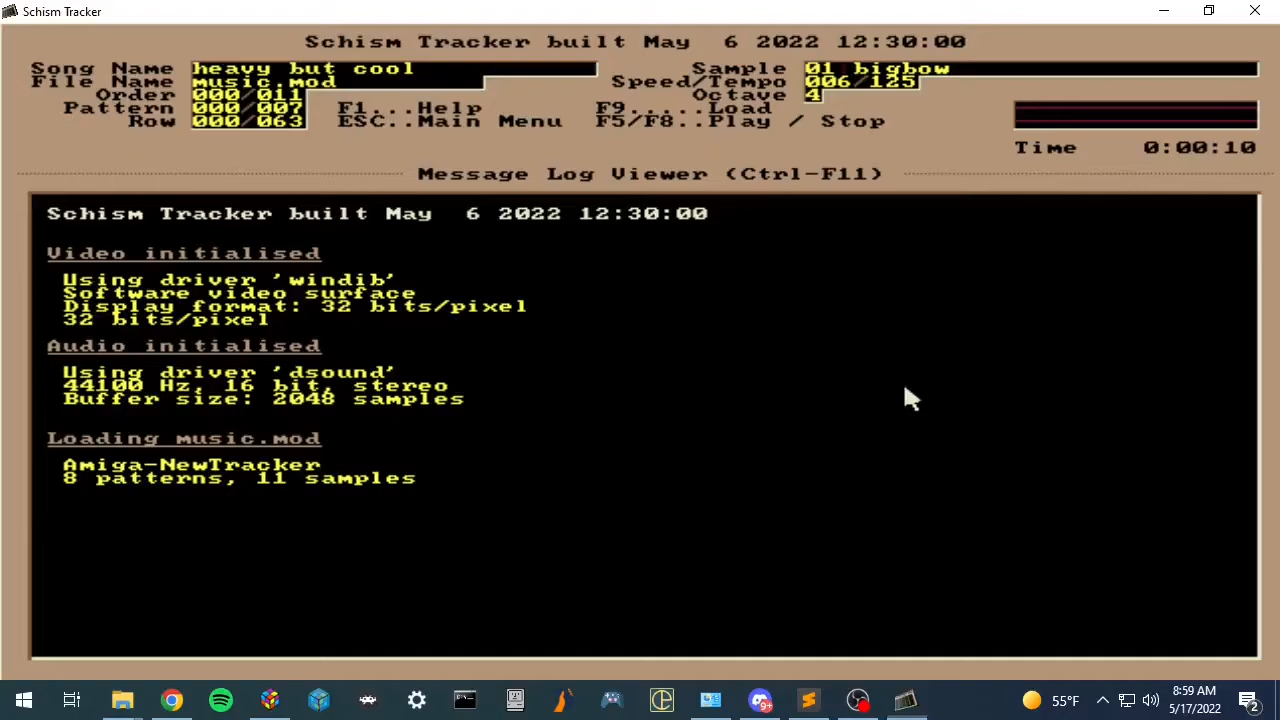 Schism Tracker
Schism Tracker built May  6 2022 12:30:00
Song Name heavy but cool
File Name music.mod
Order 000/011
Pattern 000/007
Row 000/063
F1...Help
ESC..Main Menu
F9.....Load
F5/F8..Play / Stop
Sample 01 bigbow
Speed/Tempo 006/125
Octave 4
Time 0:00:10
Message Log Viewer (Ctrl-F11)
Schism Tracker built May  6 2022 12:30:00
Video initialised
Using driver 'windib'
Software video surface
Display format: 32 bits/pixel
32 bits/pixel
Audio initialised
Using driver 'dsound'
44100 Hz, 16 bit, stereo
Buffer size: 2048 samples
Loading music.mod
Amiga-NewTracker
8 patterns, 11 samples
9+
55°F
8:59 AM
5/17/2022
2